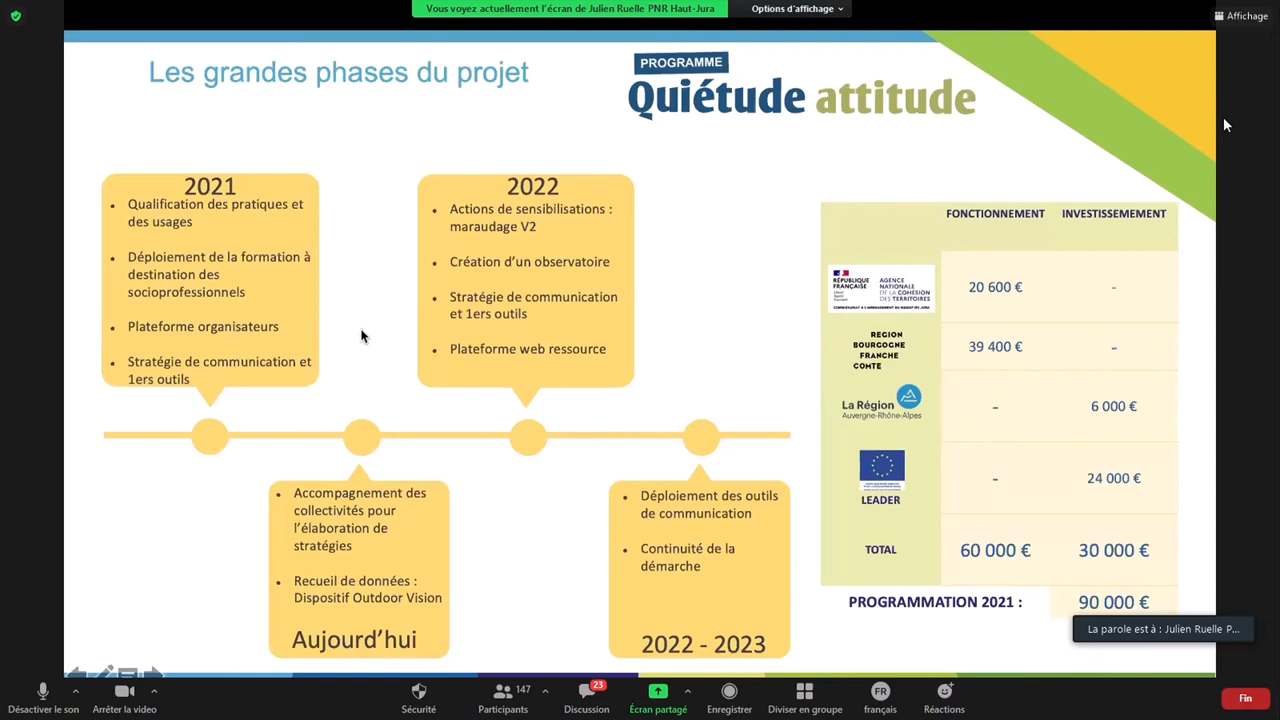 Vous voyez actuellement l'écran de Julien Ruelle PNR Haut-Jura
Options d'affichage
Affichage
Les grandes phases du projet
PROGRAMME
Quiétude attitude
2021
• Qualification des pratiques et
des usages
• Déploiement de la formation à
destination des
socioprofessionnels
• Plateforme organisateurs
• Stratégie de communication et
1ers outils
2022
• Actions de sensibilisations :
maraudage V2
• Création d'un observatoire
• Stratégie de communication
et 1ers outils
• Plateforme web ressource
• Accompagnement des
collectivités pour
l'élaboration de
stratégies
• Recueil de données :
Dispositif Outdoor Vision
Aujourd'hui
• Déploiement des outils
de communication
• Continuité de la
démarche
2022 - 2023
FONCTIONNEMENT INVESTISSEMEMENT
RÉPUBLIQUE
FRANÇAISE
AGENCE
NATIONALE
DE LA COHÉSION
DES TERRITOIRES
20 600 € -
REGION
BOURGOGNE
FRANCHE
COMTE
39 400 € -
La Région
Auvergne-Rhône-Alpes
- 6 000 €
LEADER
- 24 000 €
TOTAL 60 000 € 30 000 €
PROGRAMMATION 2021 : 90 000 €
La parole est à : Julien Ruelle P...
Désactiver le son
Arrêter la video
Sécurité
147
Participants
23
Discussion
Écran partagé
Enregistrer
Diviser en groupe
FR
français
Réactions
Fin